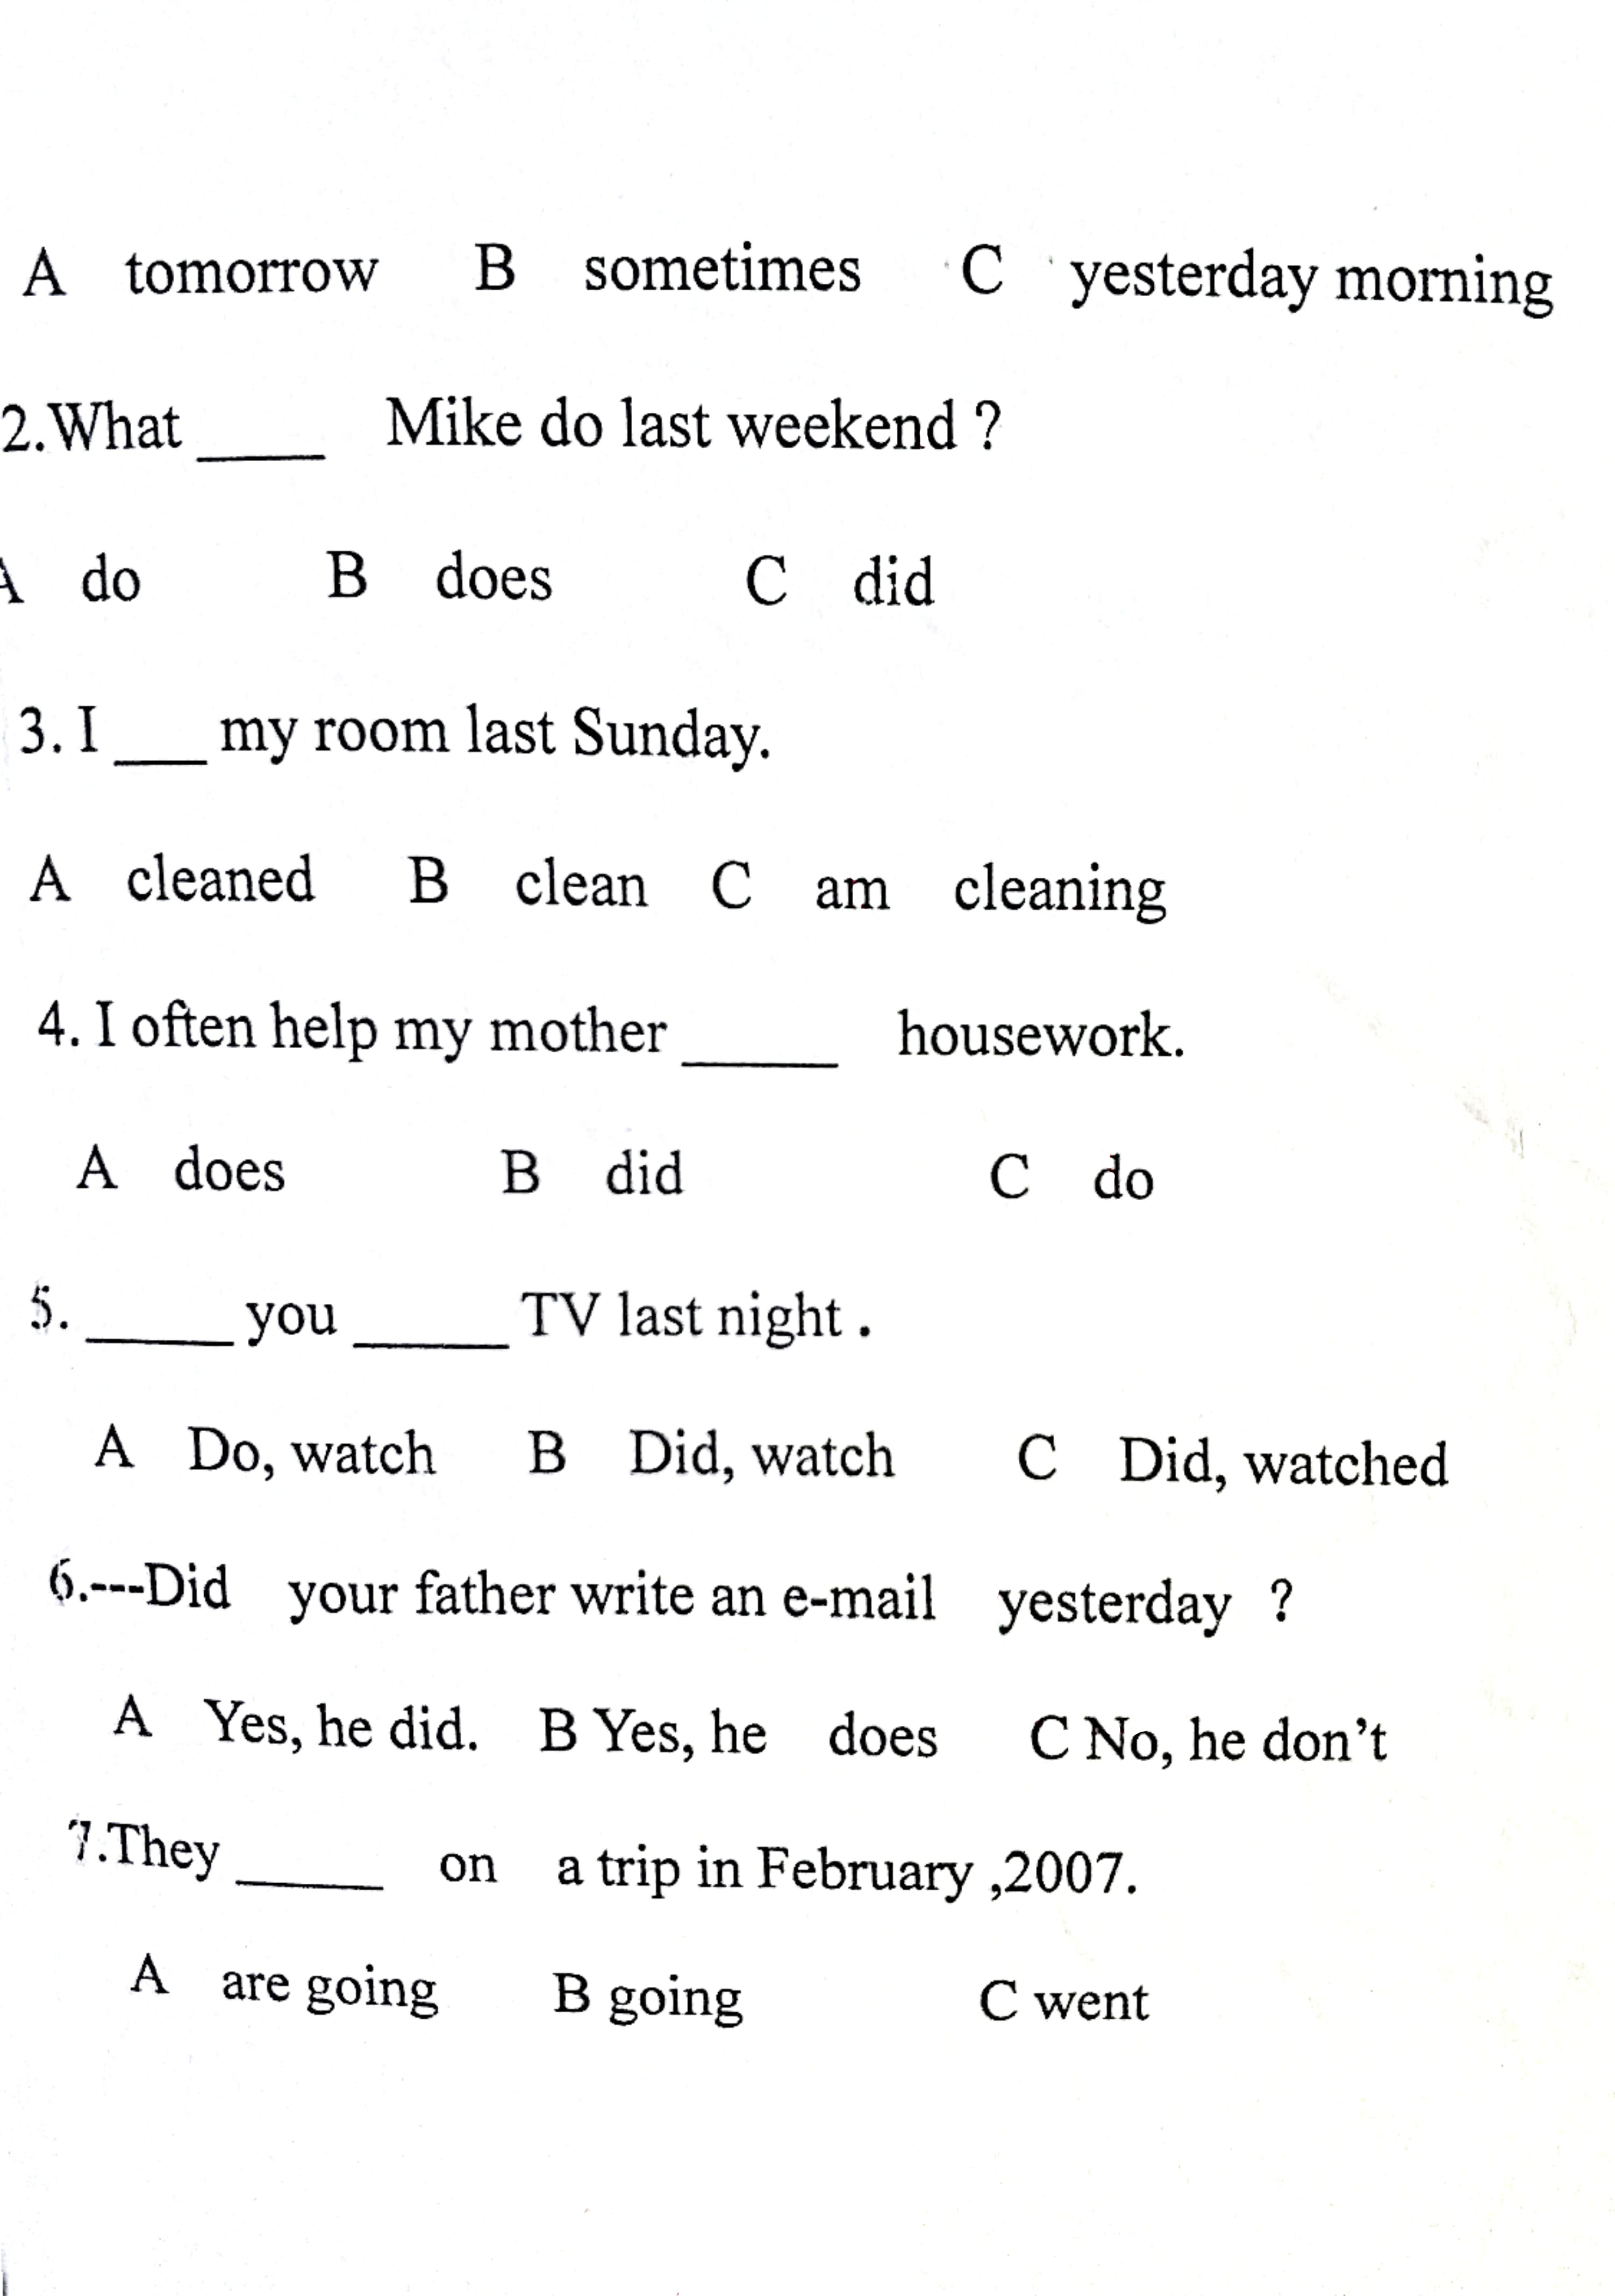 A tomorrow B sometimes C yesterday morning
2.What ____ Mike do last weekend ?
A do B does C did
3. I ___ my room last Sunday.
A cleaned B clean C am cleaning
4. I often help my mother _____ housework.
A does B did C do
5. _____ you _____ TV last night .
A Do, watch B Did, watch C Did, watched
6.---Did your father write an e-mail yesterday ?
A Yes, he did. B Yes, he does C No, he don't
7.They _____ on a trip in February ,2007.
A are going B going C went